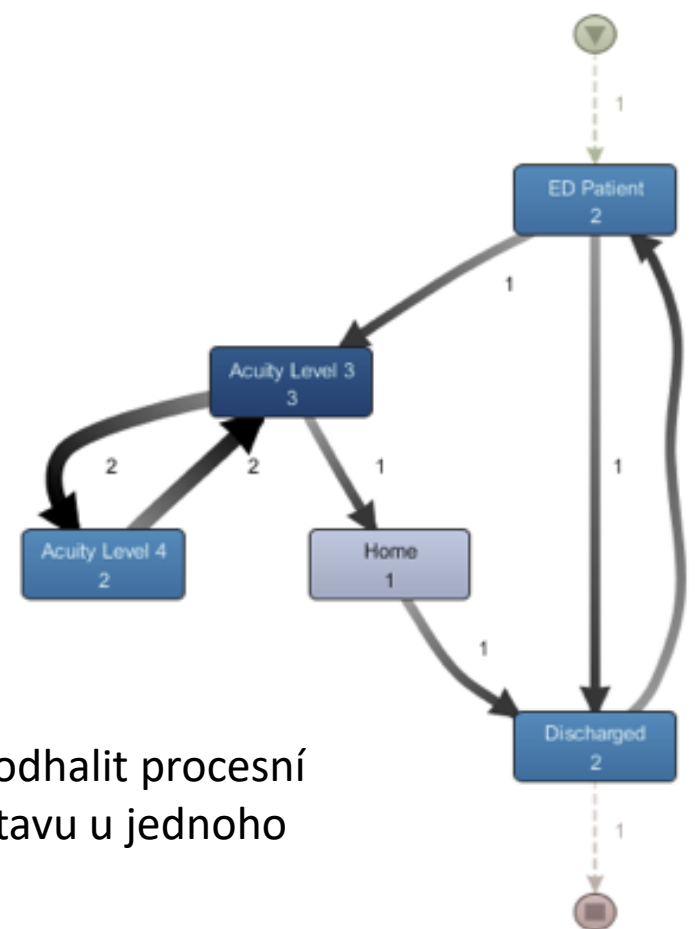 1
ED Patient
2
1
Acuity Level 3
3
2
2
1
1
Acuity Level 4
2
Home
1
1
Discharged
2
odhalit procesní
tavu u jednoho
1